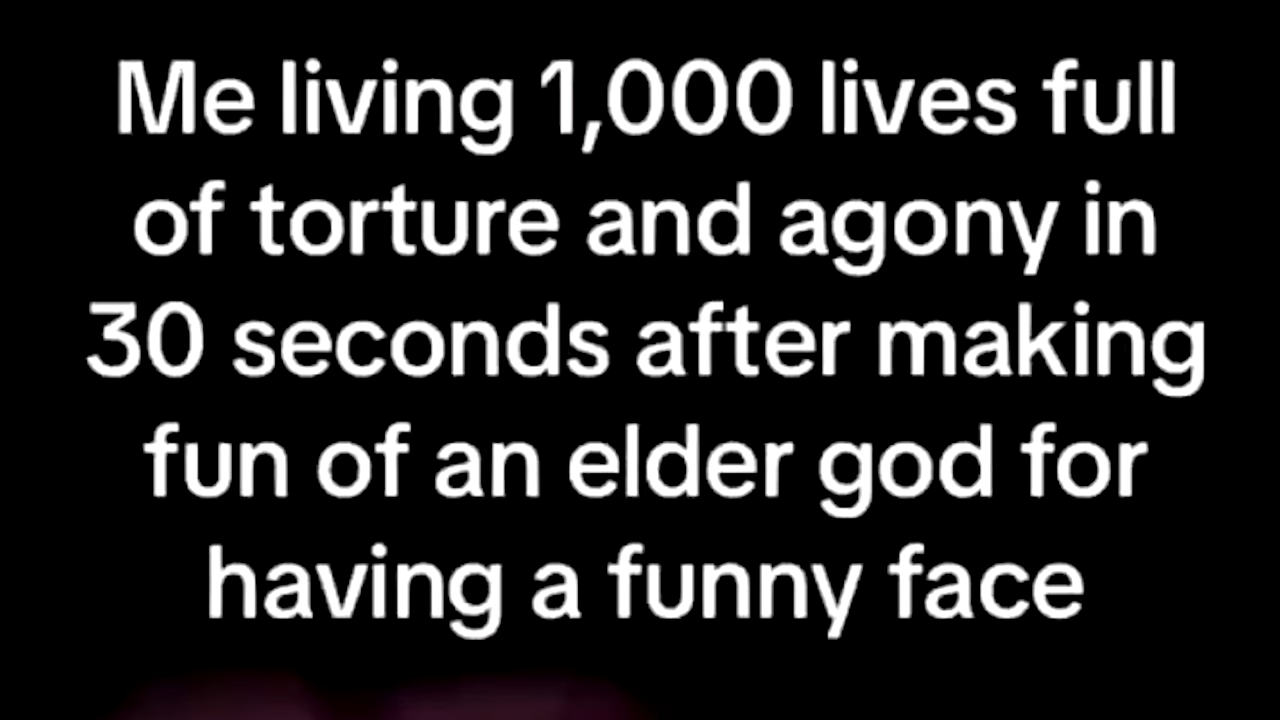 Me living 1,000 lives full
of torture and agony in
30 seconds after making
fun of an elder god for
having a funny face